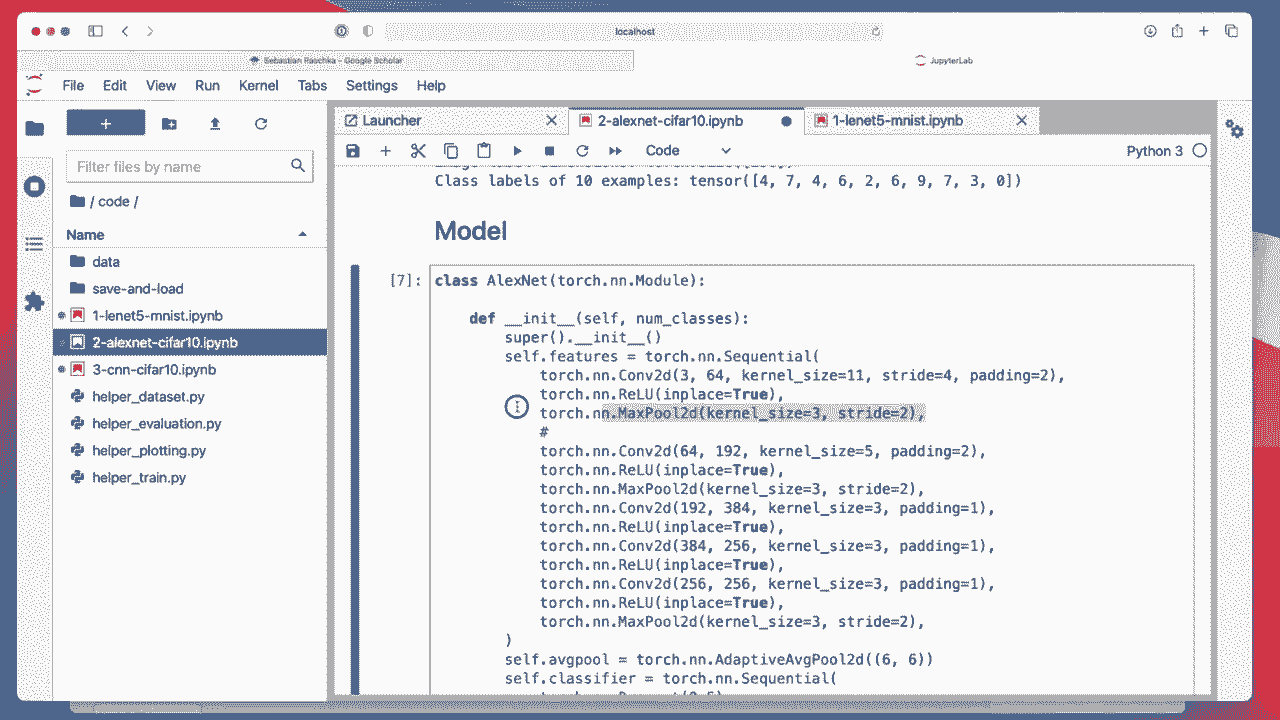 localhost
Sebastian Raschka - Google Scholar
JupyterLab
File Edit View Run Kernel Tabs Settings Help
Launcher
2-alexnet-cifar10.ipynb
1-lenet5-mnist.ipynb
Filter files by name
Code
Python 3
/ code /
Name
data
save-and-load
1-lenet5-mnist.ipynb
2-alexnet-cifar10.ipynb
3-cnn-cifar10.ipynb
helper_dataset.py
helper_evaluation.py
helper_plotting.py
helper_train.py
Class labels of 10 examples: tensor([4, 7, 4, 6, 2, 6, 9, 7, 3, 0])
Model
[7]: class AlexNet(torch.nn.Module):
def __init__(self, num_classes):
super().__init__()
self.features = torch.nn.Sequential(
torch.nn.Conv2d(3, 64, kernel_size=11, stride=4, padding=2),
torch.nn.ReLU(inplace=True),
torch.nn.MaxPool2d(kernel_size=3, stride=2),
#
torch.nn.Conv2d(64, 192, kernel_size=5, padding=2),
torch.nn.ReLU(inplace=True),
torch.nn.MaxPool2d(kernel_size=3, stride=2),
torch.nn.Conv2d(192, 384, kernel_size=3, padding=1),
torch.nn.ReLU(inplace=True),
torch.nn.Conv2d(384, 256, kernel_size=3, padding=1),
torch.nn.ReLU(inplace=True),
torch.nn.Conv2d(256, 256, kernel_size=3, padding=1),
torch.nn.ReLU(inplace=True),
torch.nn.MaxPool2d(kernel_size=3, stride=2),
)
self.avgpool = torch.nn.AdaptiveAvgPool2d((6, 6))
self.classifier = torch.nn.Sequential(